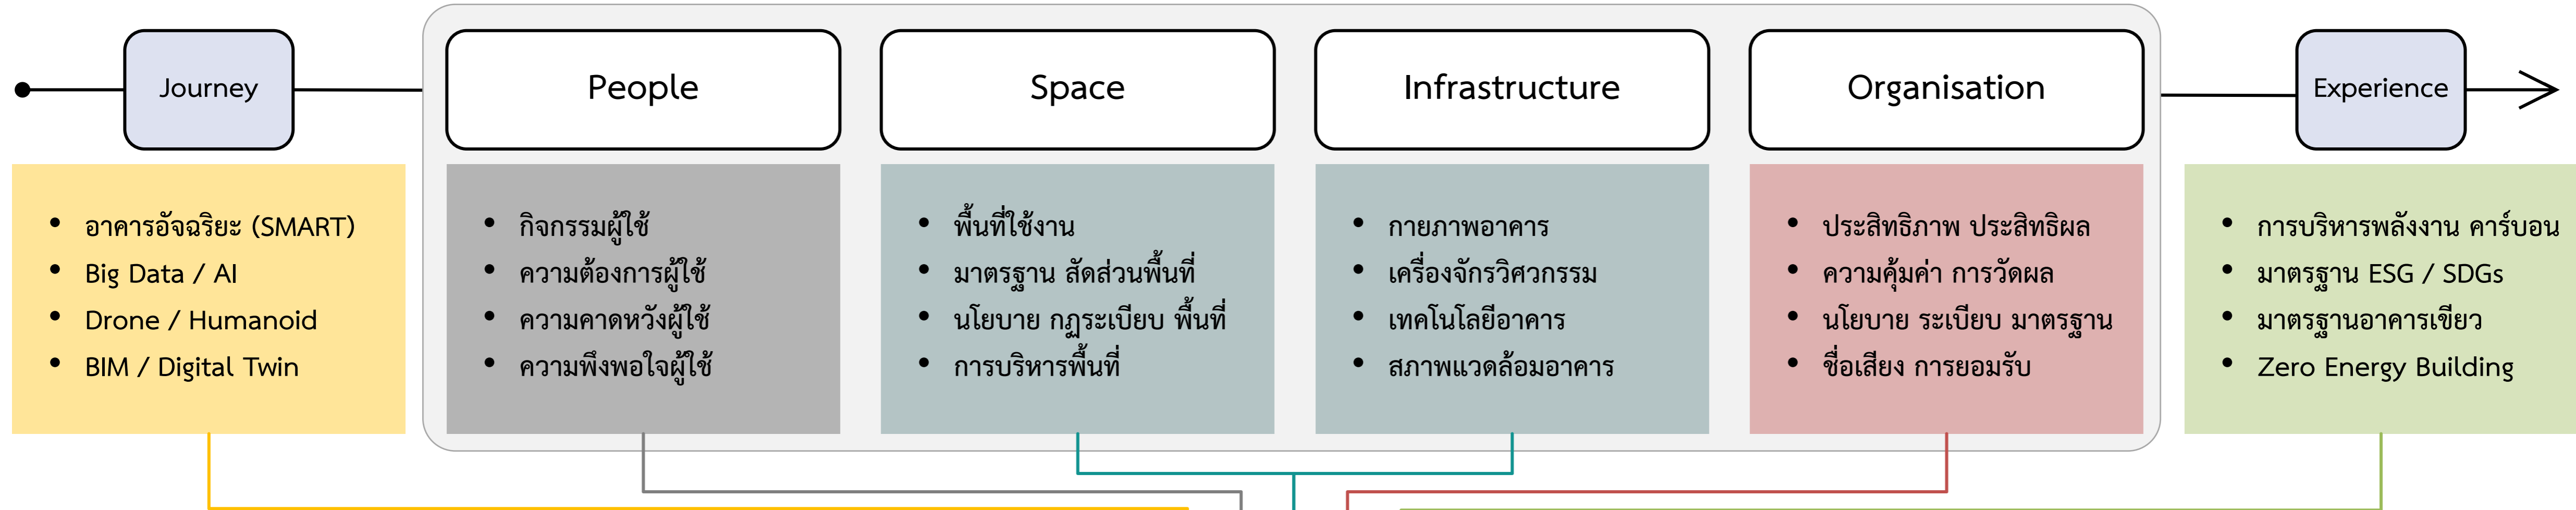 Journey
People
Space
Infrastructure
Organisation
Experience
• อาคารอัจฉริยะ (SMART)
• Big Data / AI
• Drone / Humanoid
• BIM / Digital Twin
• กิจกรรมผู้ใช้
• ความต้องการผู้ใช้
• ความคาดหวังผู้ใช้
• ความพึงพอใจผู้ใช้
• พื้นที่ใช้งาน
• มาตรฐาน สัดส่วนพื้นที่
• นโยบาย กฏระเบียบ พื้นที่
• การบริหารพื้นที่
• กายภาพอาคาร
• เครื่องจักรวิศวกรรม
• เทคโนโลยีอาคาร
• สภาพแวดล้อมอาคาร
• ประสิทธิภาพ ประสิทธิผล
• ความคุ้มค่า การวัดผล
• นโยบาย ระเบียบ มาตรฐาน
• ชื่อเสียง การยอมรับ
• การบริหารพลังงาน คาร์บอน
• มาตรฐาน ESG / SDGs
• มาตรฐานอาคารเขียว
• Zero Energy Building